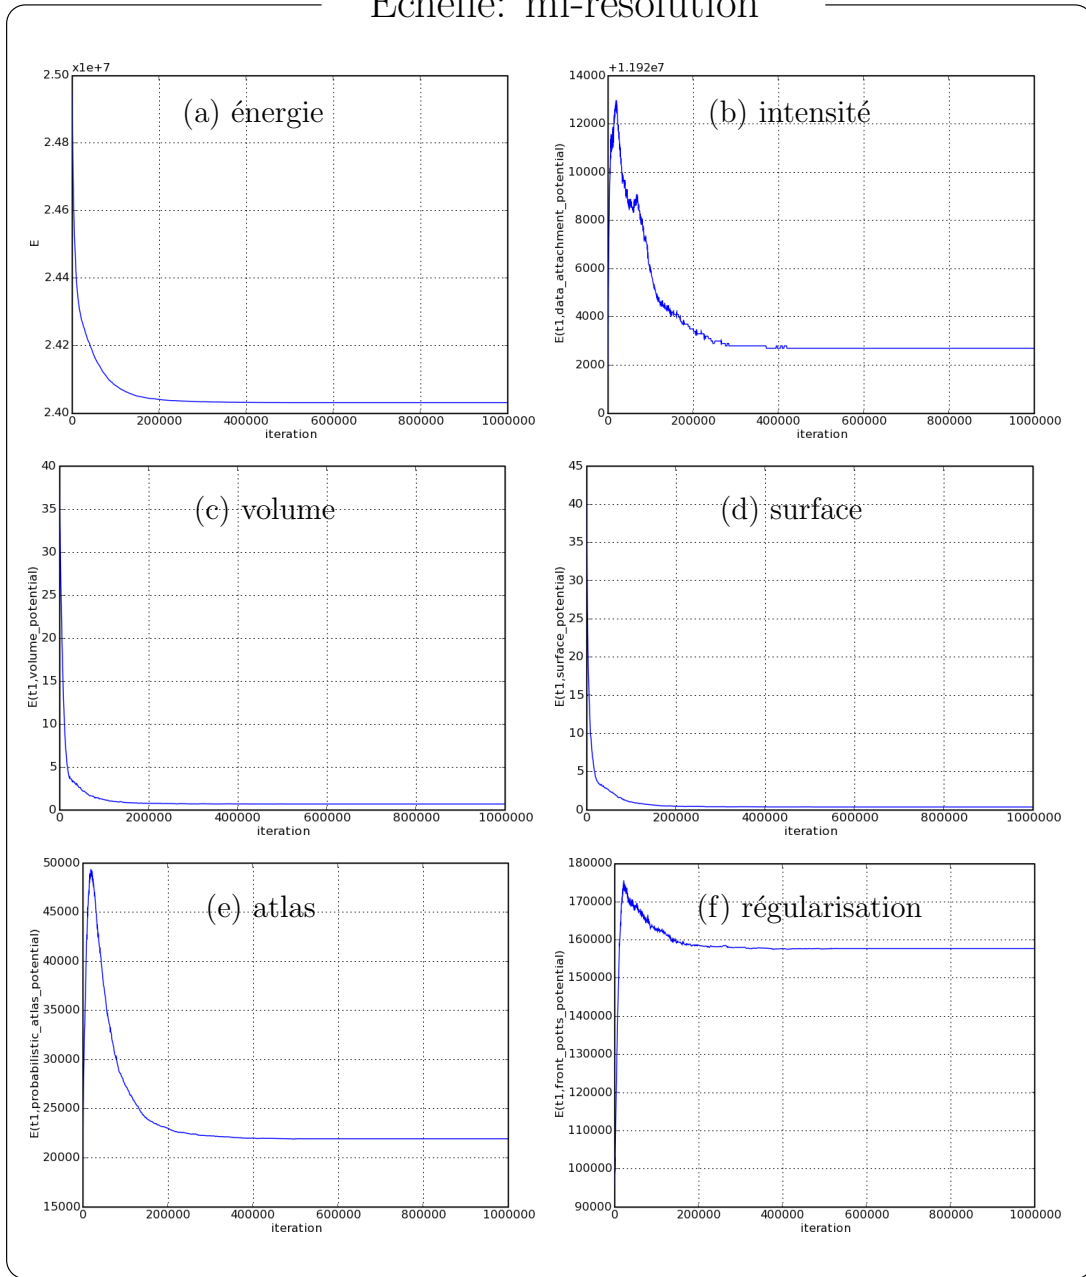 Échelle: mi-résolution
x1e+7
(a) énergie
2.50
2.48
2.46
2.44
2.42
2.40
E
0 200000 400000 600000 800000 1000000
iteration
+1.192e7
(b) intensité
14000
12000
10000
8000
6000
4000
2000
0
E(t1,data_attachment_potential)
0 200000 400000 600000 800000 1000000
iteration
(c) volume
40
35
30
25
20
15
10
5
0
E(t1,volume_potential)
0 200000 400000 600000 800000 1000000
iteration
(d) surface
45
40
35
30
25
20
15
10
5
0
E(t1,surface_potential)
0 200000 400000 600000 800000 1000000
iteration
(e) atlas
50000
45000
40000
35000
30000
25000
20000
15000
E(t1,probabilistic_atlas_potential)
0 200000 400000 600000 800000 1000000
iteration
(f) régularisation
180000
170000
160000
150000
140000
130000
120000
110000
100000
90000
E(t1,front_potts_potential)
0 200000 400000 600000 800000 1000000
iteration